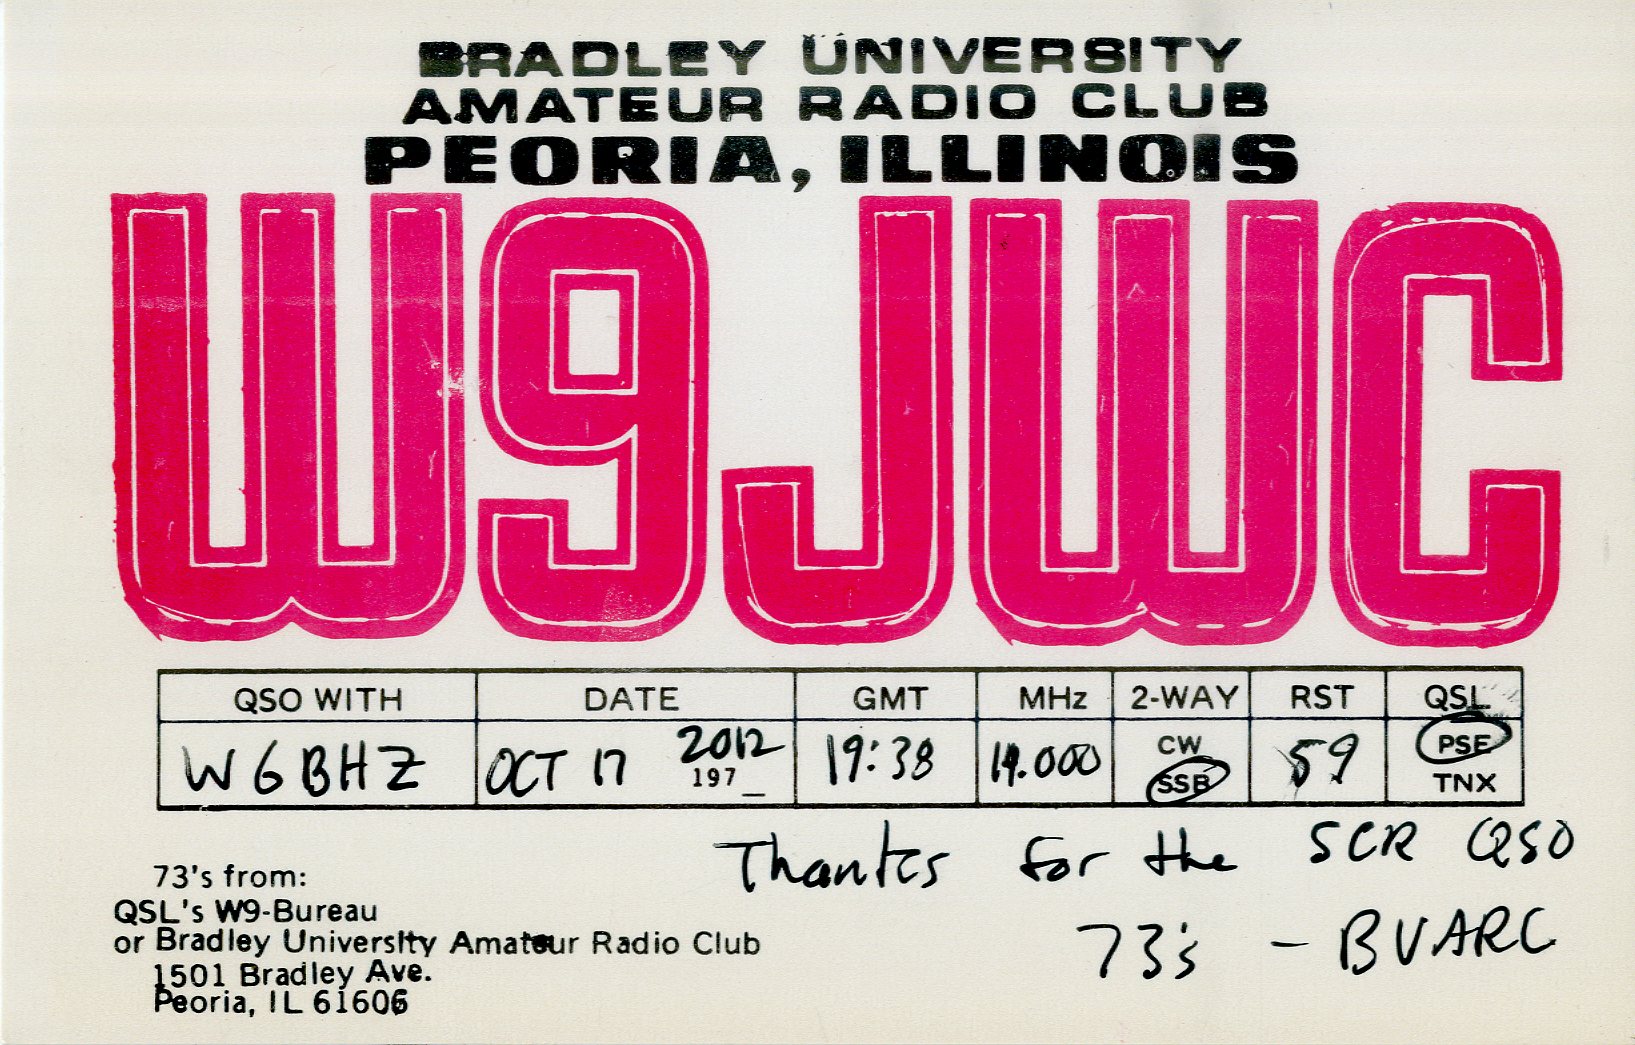 BRADLEY UNIVERSITY
AMATEUR RADIO CLUB
PEORIA, ILLINOIS
W9JWC
QSO WITH DATE GMT MHz 2-WAY RST QSL
W6BHZ OCT 17 2012 197_ 19:38 14.000 CW SSB 59 PSE TNX
Thanks for the SCR QSO
73's - BVARC
73's from:
QSL's W9-Bureau
or Bradley University Amateur Radio Club
1501 Bradley Ave.
Peoria, IL 61606